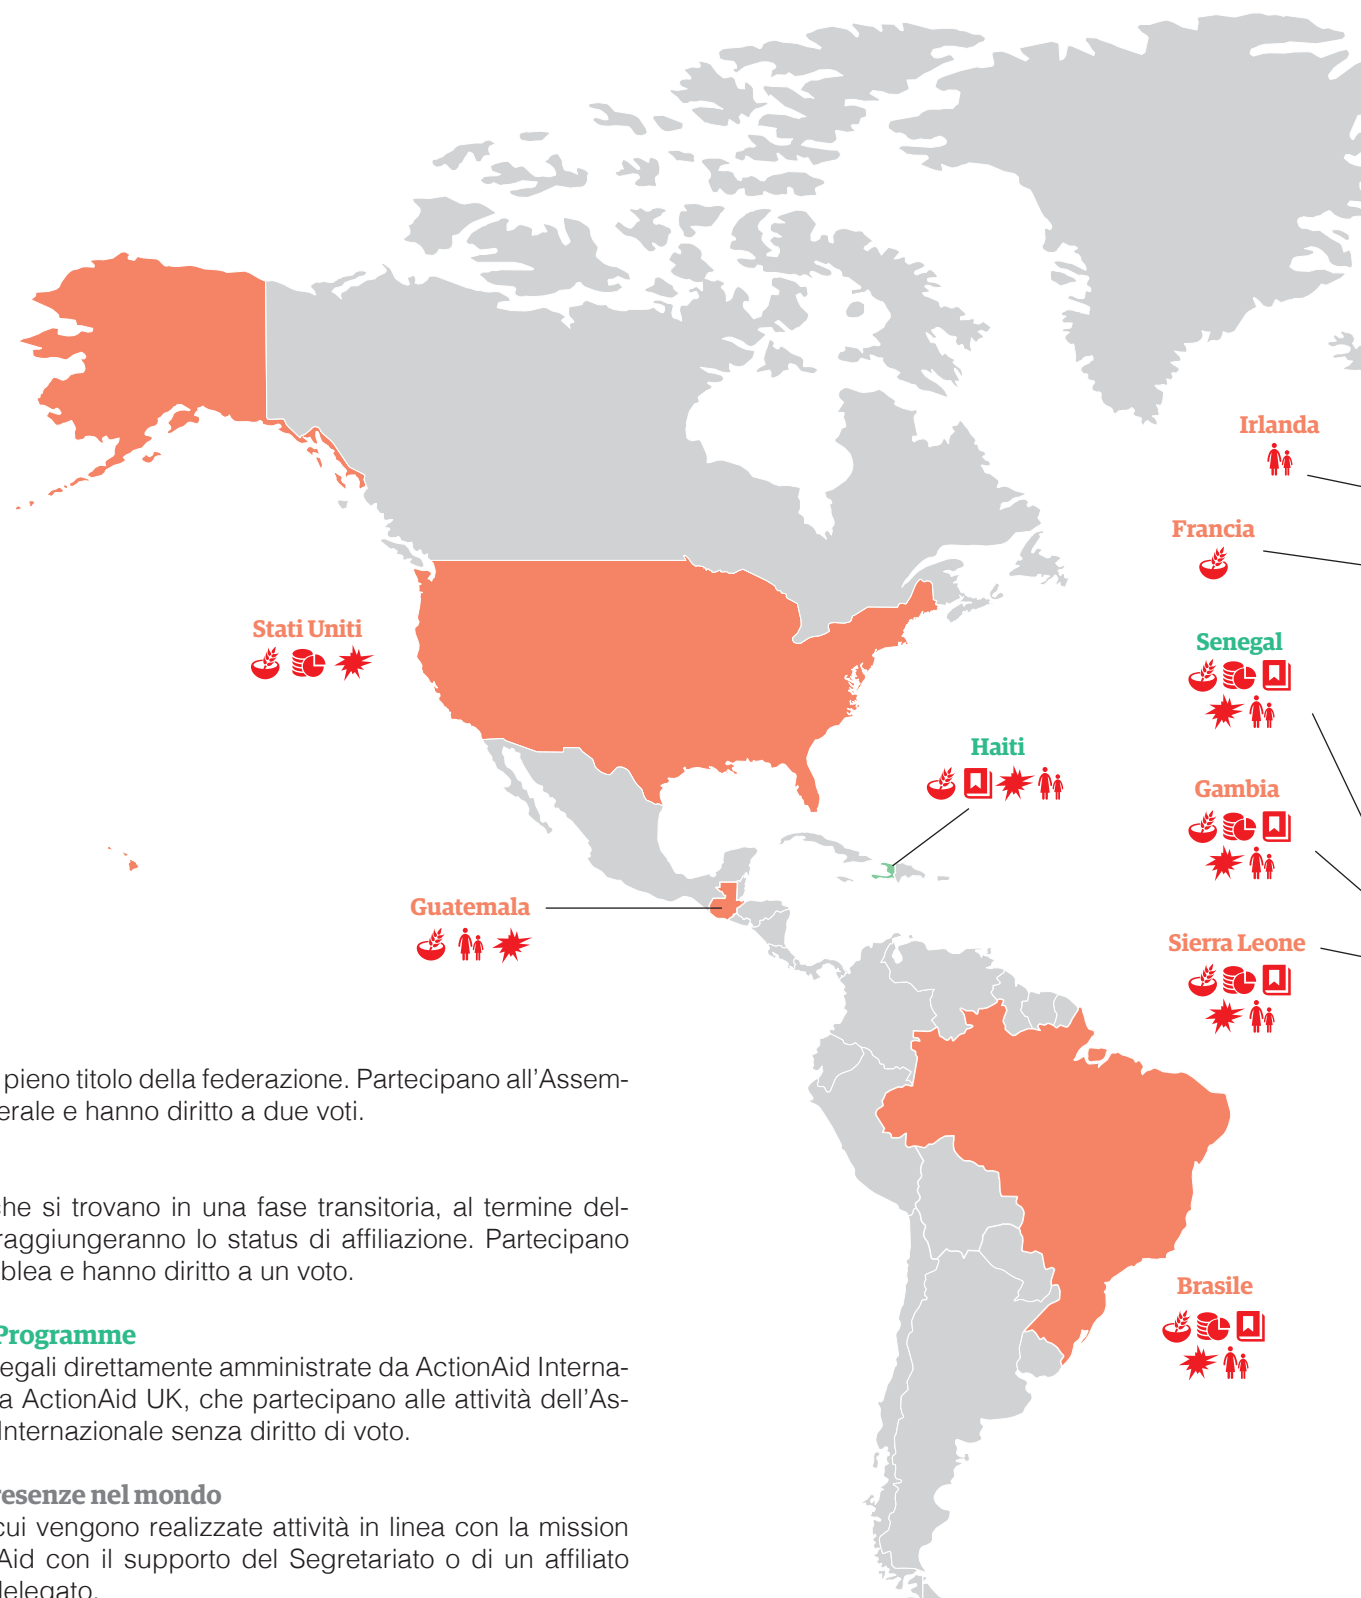 Irlanda
Francia
Stati Uniti
Senegal
Haiti
Gambia
Guatemala
Sierra Leone
Brasile
pieno titolo della federazione. Partecipano all’Assem-
erale e hanno diritto a due voti.
che si trovano in una fase transitoria, al termine del-
raggiungeranno lo status di affiliazione. Partecipano
blea e hanno diritto a un voto.
Programme
egali direttamente amministrate da ActionAid Interna-
a ActionAid UK, che partecipano alle attività dell’As-
Internazionale senza diritto di voto.
resenze nel mondo
cui vengono realizzate attività in linea con la mission
Aid con il supporto del Segretariato o di un affiliato
delegato.